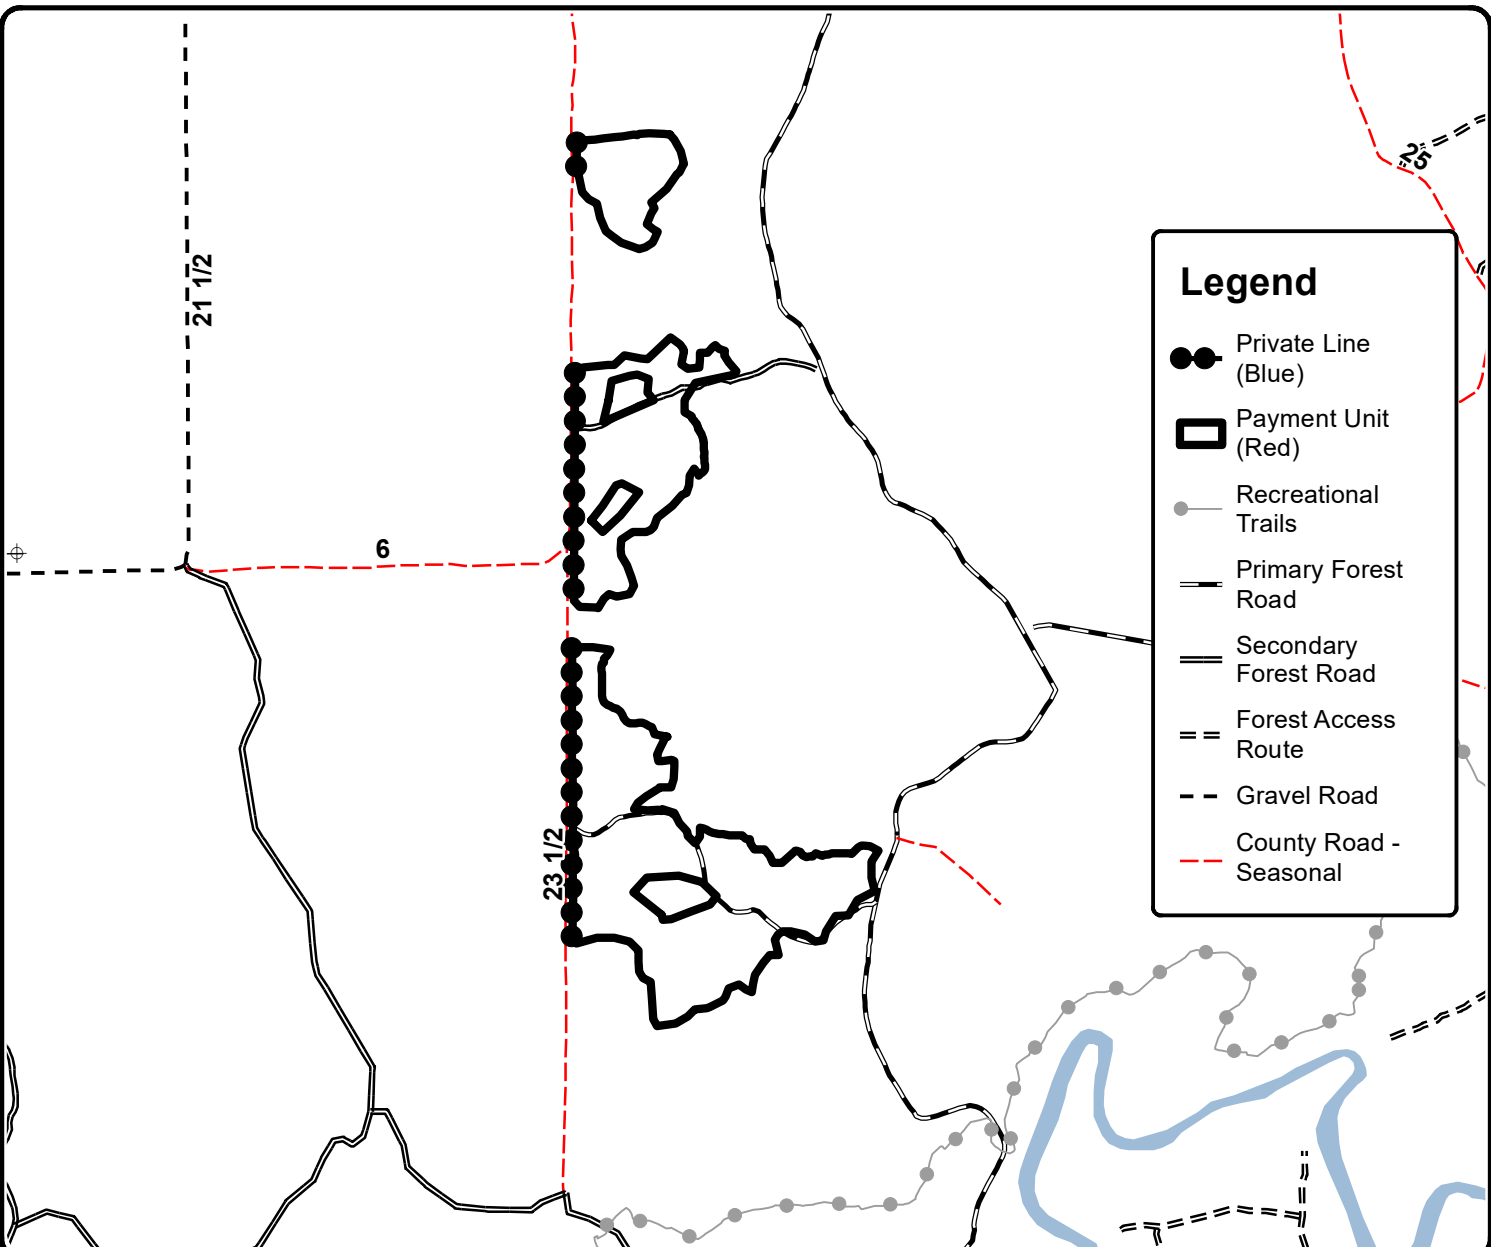 25
21 1/2
6
23 1/2
Legend
Private Line
(Blue)
Payment Unit
(Red)
Recreational
Trails
Primary Forest
Road
Secondary
Forest Road
Forest Access
Route
Gravel Road
County Road -
Seasonal